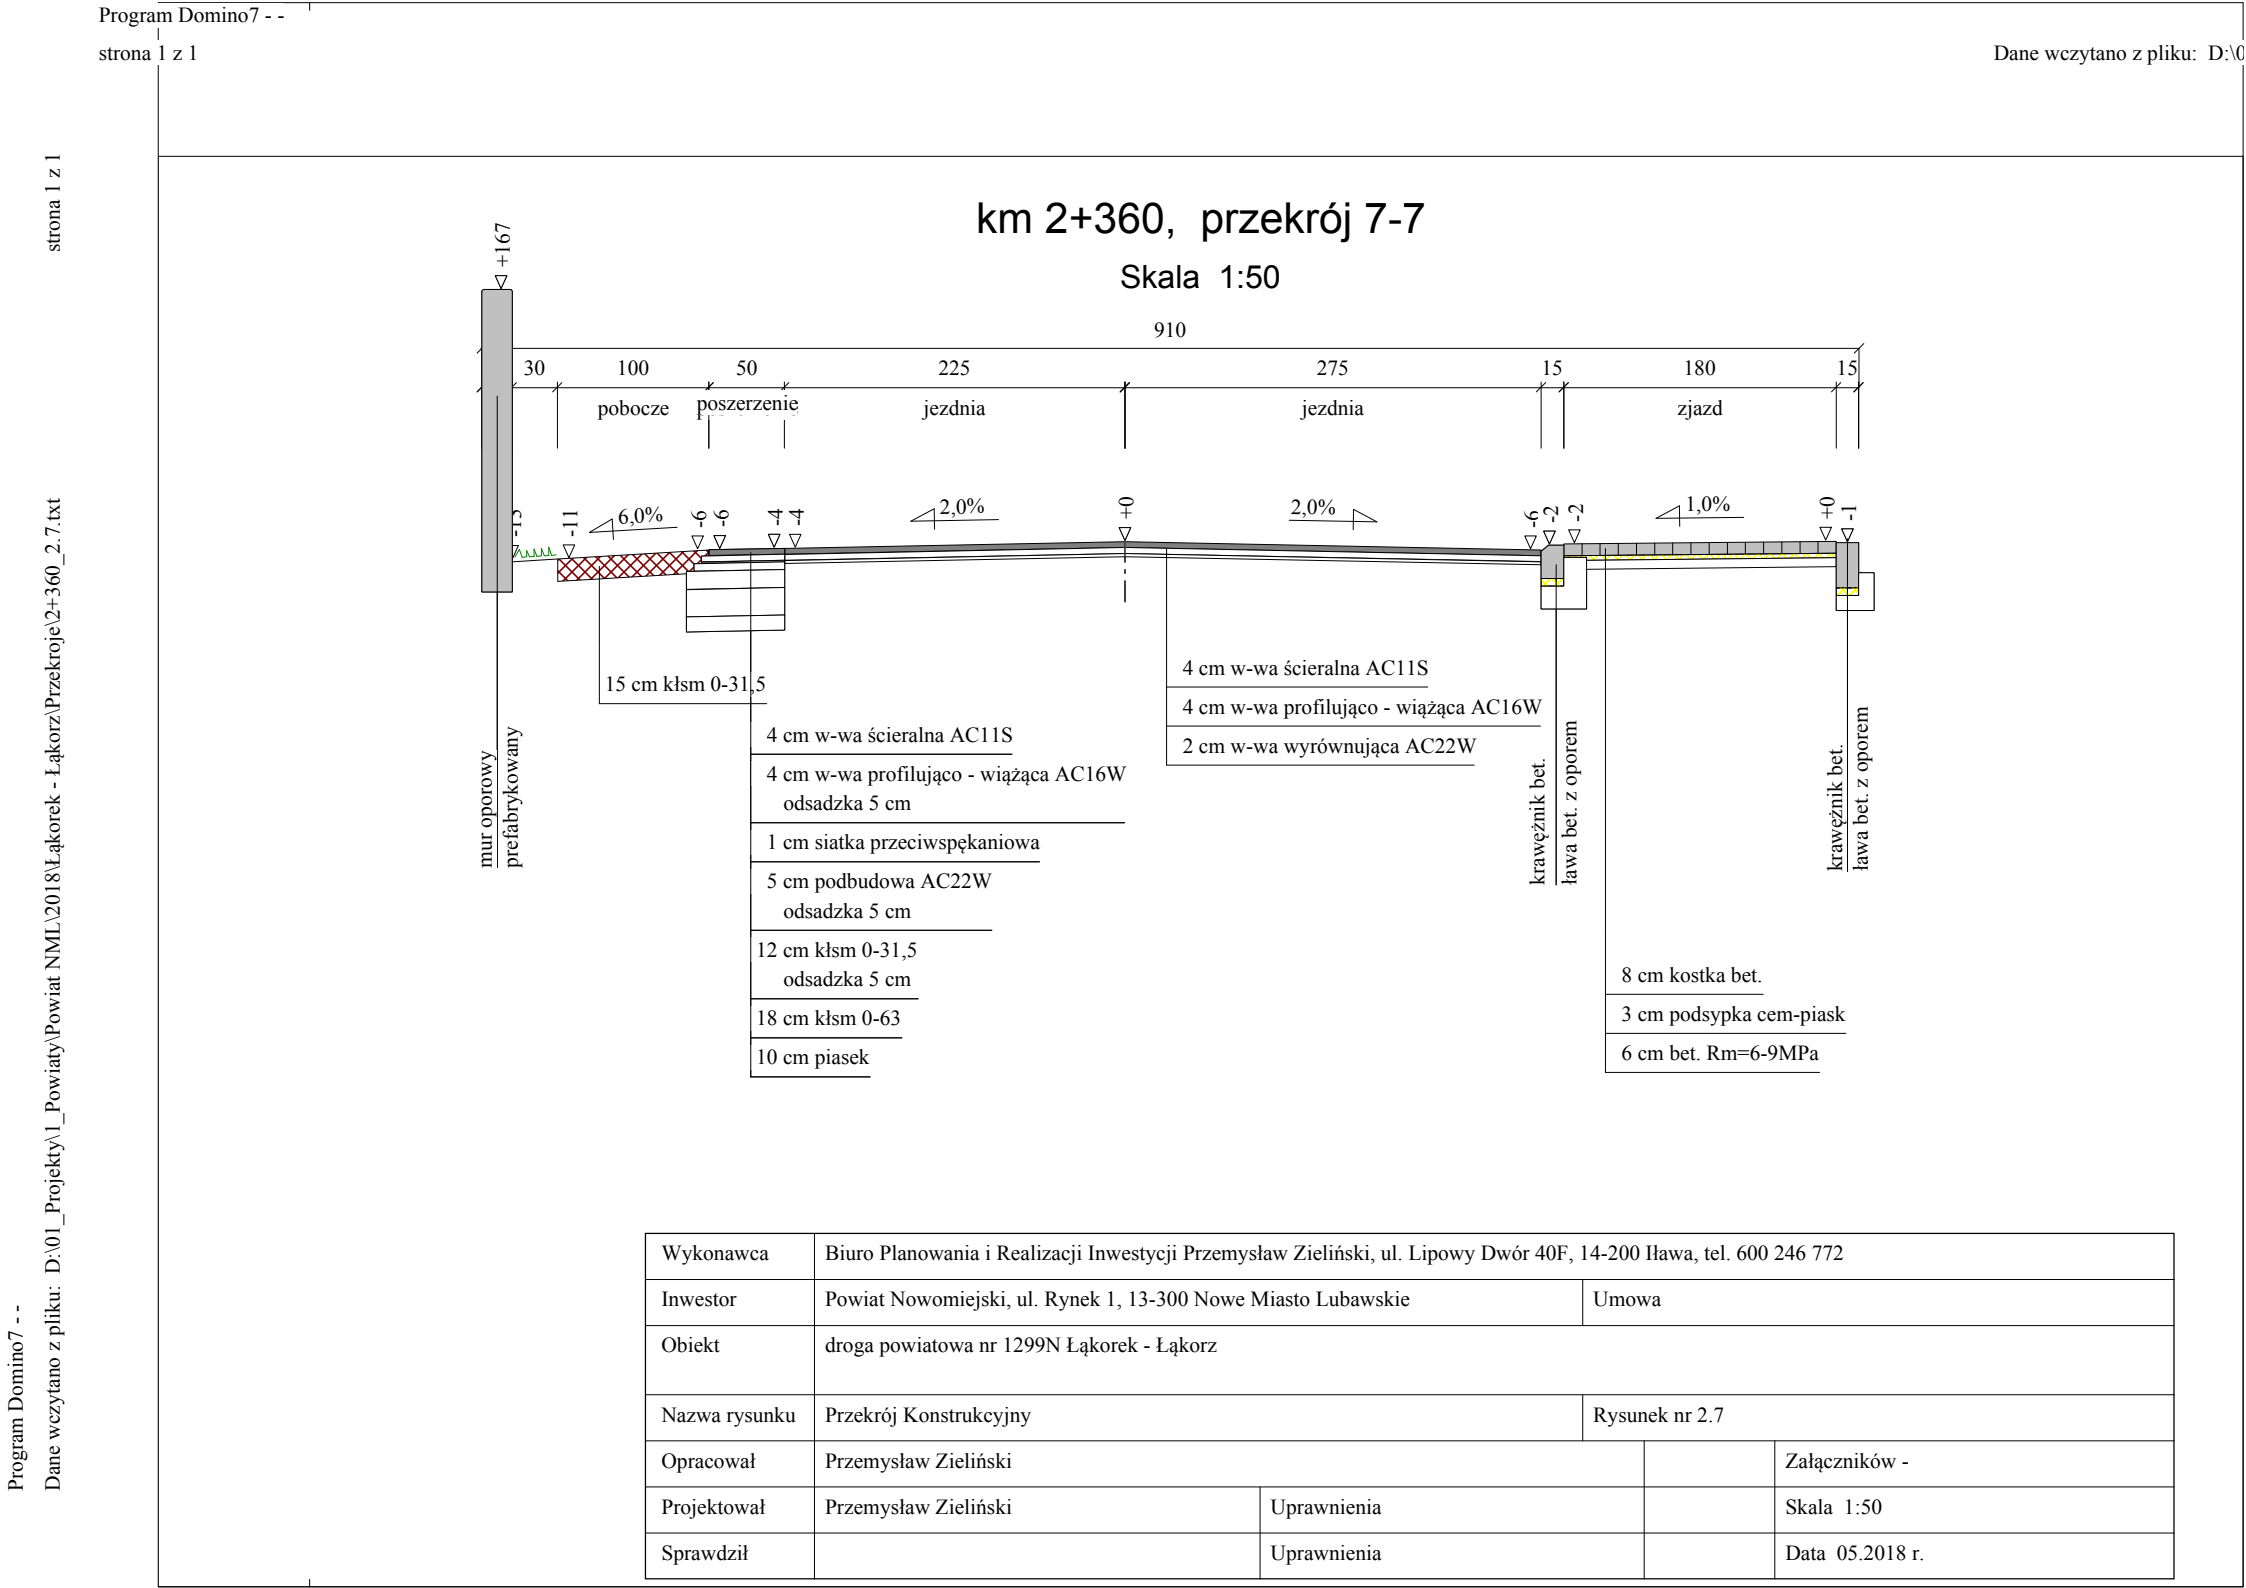 Program Domino7 - -
strona 1 z 1
Dane wczytano z pliku:  D:\0
strona 1 z 1
Program Domino7 - -
Dane wczytano z pliku:  D:\01_Projekty\1_Powiaty\Powiat NML\2018\Łąkorek - Łąkorz\Przekroje\2+360_2.7.txt
km 2+360,  przekrój 7-7
Skala  1:50
+167
910
30 100 50 225 275 15 180 15
pobocze poszerzenie jezdnia jezdnia zjazd
-11 6,0% -6 -6 -4 -4 2,0% +0 2,0% -6 -2 -2 1,0% +0 -1
15 cm kłsm 0-31,5
4 cm w-wa ścieralna AC11S
4 cm w-wa profilująco - wiążąca AC16W
odsadzka 5 cm
1 cm siatka przeciwspękaniowa
5 cm podbudowa AC22W
odsadzka 5 cm
12 cm kłsm 0-31,5
odsadzka 5 cm
18 cm kłsm 0-63
10 cm piasek
4 cm w-wa ścieralna AC11S
4 cm w-wa profilująco - wiążąca AC16W
2 cm w-wa wyrównująca AC22W
mur oporowy
prefabrykowany
krawężnik bet.
ława bet. z oporem
krawężnik bet.
ława bet. z oporem
8 cm kostka bet.
3 cm podsypka cem-piask
6 cm bet. Rm=6-9MPa
Wykonawca Biuro Planowania i Realizacji Inwestycji Przemysław Zieliński, ul. Lipowy Dwór 40F, 14-200 Iława, tel. 600 246 772
Inwestor Powiat Nowomiejski, ul. Rynek 1, 13-300 Nowe Miasto Lubawskie Umowa
Obiekt droga powiatowa nr 1299N Łąkorek - Łąkorz
Nazwa rysunku Przekrój Konstrukcyjny Rysunek nr 2.7
Opracował Przemysław Zieliński Załączników -
Projektował Przemysław Zieliński Uprawnienia Skala  1:50
Sprawdził Uprawnienia Data  05.2018 r.